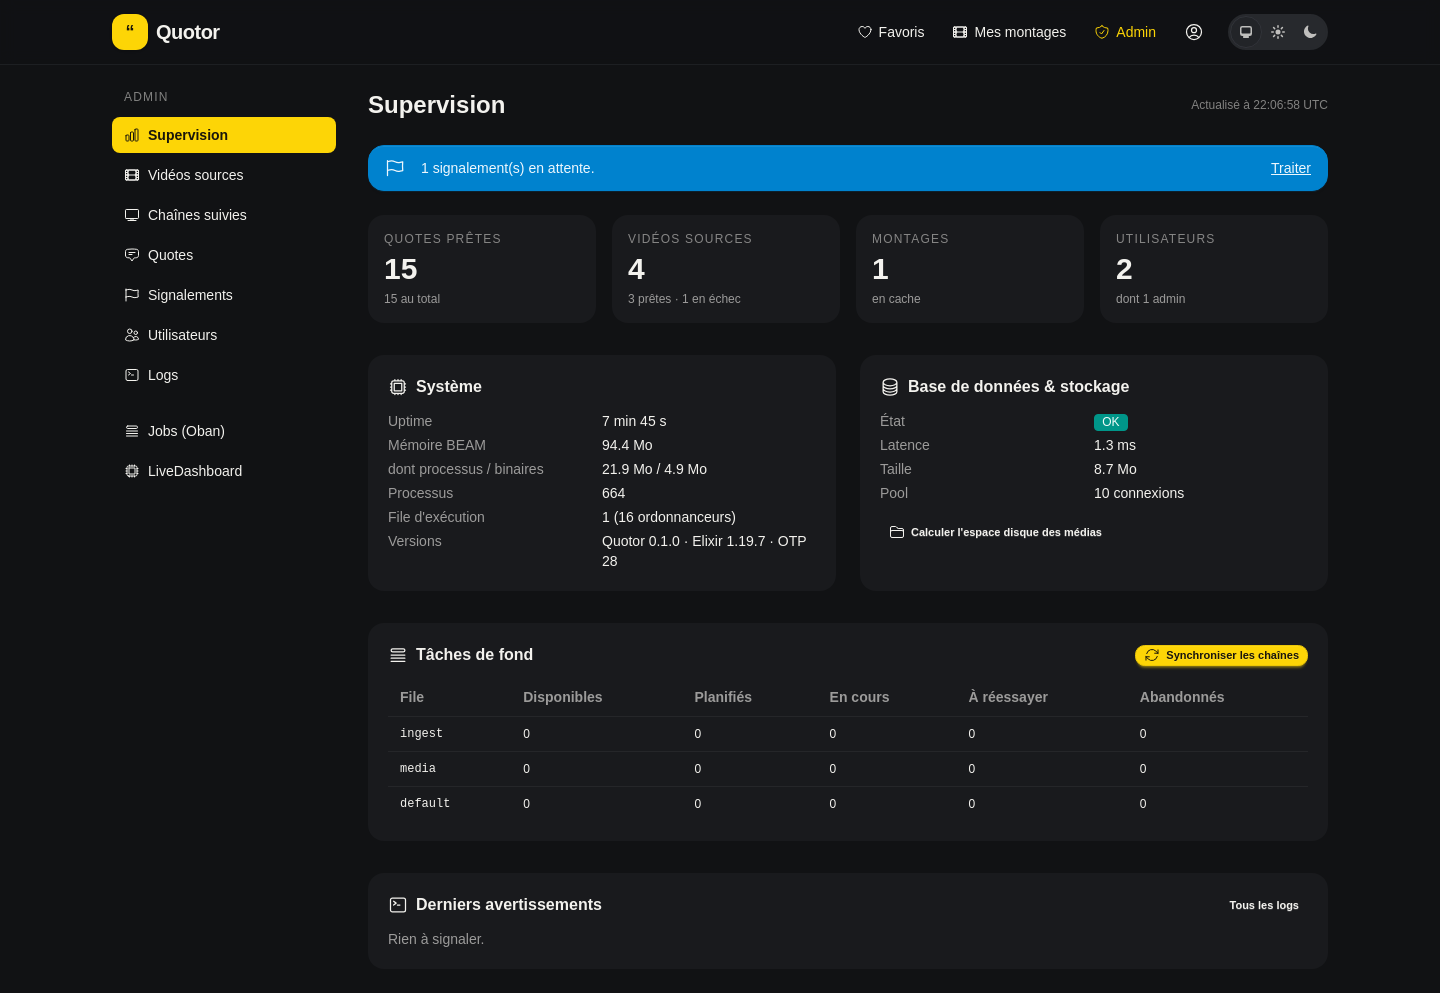 “ Quotor
Favoris
Mes montages
Admin
ADMIN
Supervision
Vidéos sources
Chaînes suivies
Quotes
Signalements
Utilisateurs
Logs
Jobs (Oban)
LiveDashboard
Supervision
Actualisé à 22:06:58 UTC
1 signalement(s) en attente.
Traiter
QUOTES PRÊTES
15
15 au total
VIDÉOS SOURCES
4
3 prêtes · 1 en échec
MONTAGES
1
en cache
UTILISATEURS
2
dont 1 admin
Système
Uptime 7 min 45 s
Mémoire BEAM 94.4 Mo
dont processus / binaires 21.9 Mo / 4.9 Mo
Processus 664
File d'exécution 1 (16 ordonnanceurs)
Versions Quotor 0.1.0 · Elixir 1.19.7 · OTP
28
Base de données & stockage
État OK
Latence 1.3 ms
Taille 8.7 Mo
Pool 10 connexions
Calculer l'espace disque des médias
Tâches de fond
Synchroniser les chaînes
File Disponibles Planifiés En cours À réessayer Abandonnés
ingest 0 0 0 0 0
media 0 0 0 0 0
default 0 0 0 0 0
Derniers avertissements
Tous les logs
Rien à signaler.